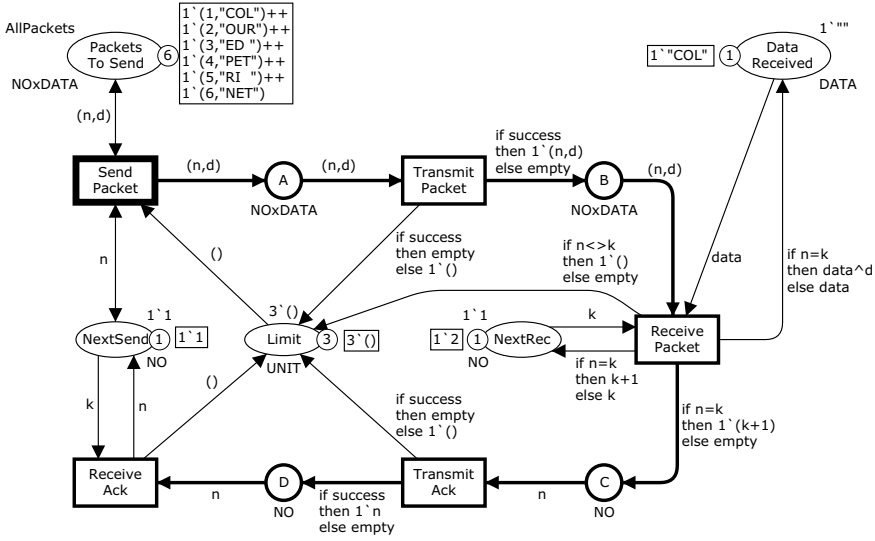 AllPackets
Packets
To Send
6
NOxDATA
1`(1,"COL")++
1`(2,"OUR")++
1`(3,"ED ")++
1`(4,"PET")++
1`(5,"RI  ")++
1`(6,"NET")
1`""
1`"COL"
1
Data
Received
DATA
(n,d)
Send
Packet
(n,d)
A
NOxDATA
(n,d)
Transmit
Packet
if success
then 1`(n,d)
else empty
B
NOxDATA
(n,d)
n
()
if success
then empty
else 1`()
if n<>k
then 1`()
else empty
data
if n=k
then data^d
else data
1`1
NextSend
1
1`1
NO
3`()
Limit
3
3`()
UNIT
1`1
1`2
1
NextRec
NO
k
Receive
Packet
if n=k
then k+1
else k
k
n
()
if success
then empty
else 1`()
if n=k
then 1`(k+1)
else empty
Receive
Ack
n
D
NO
if success
then 1`n
else empty
Transmit
Ack
n
C
NO